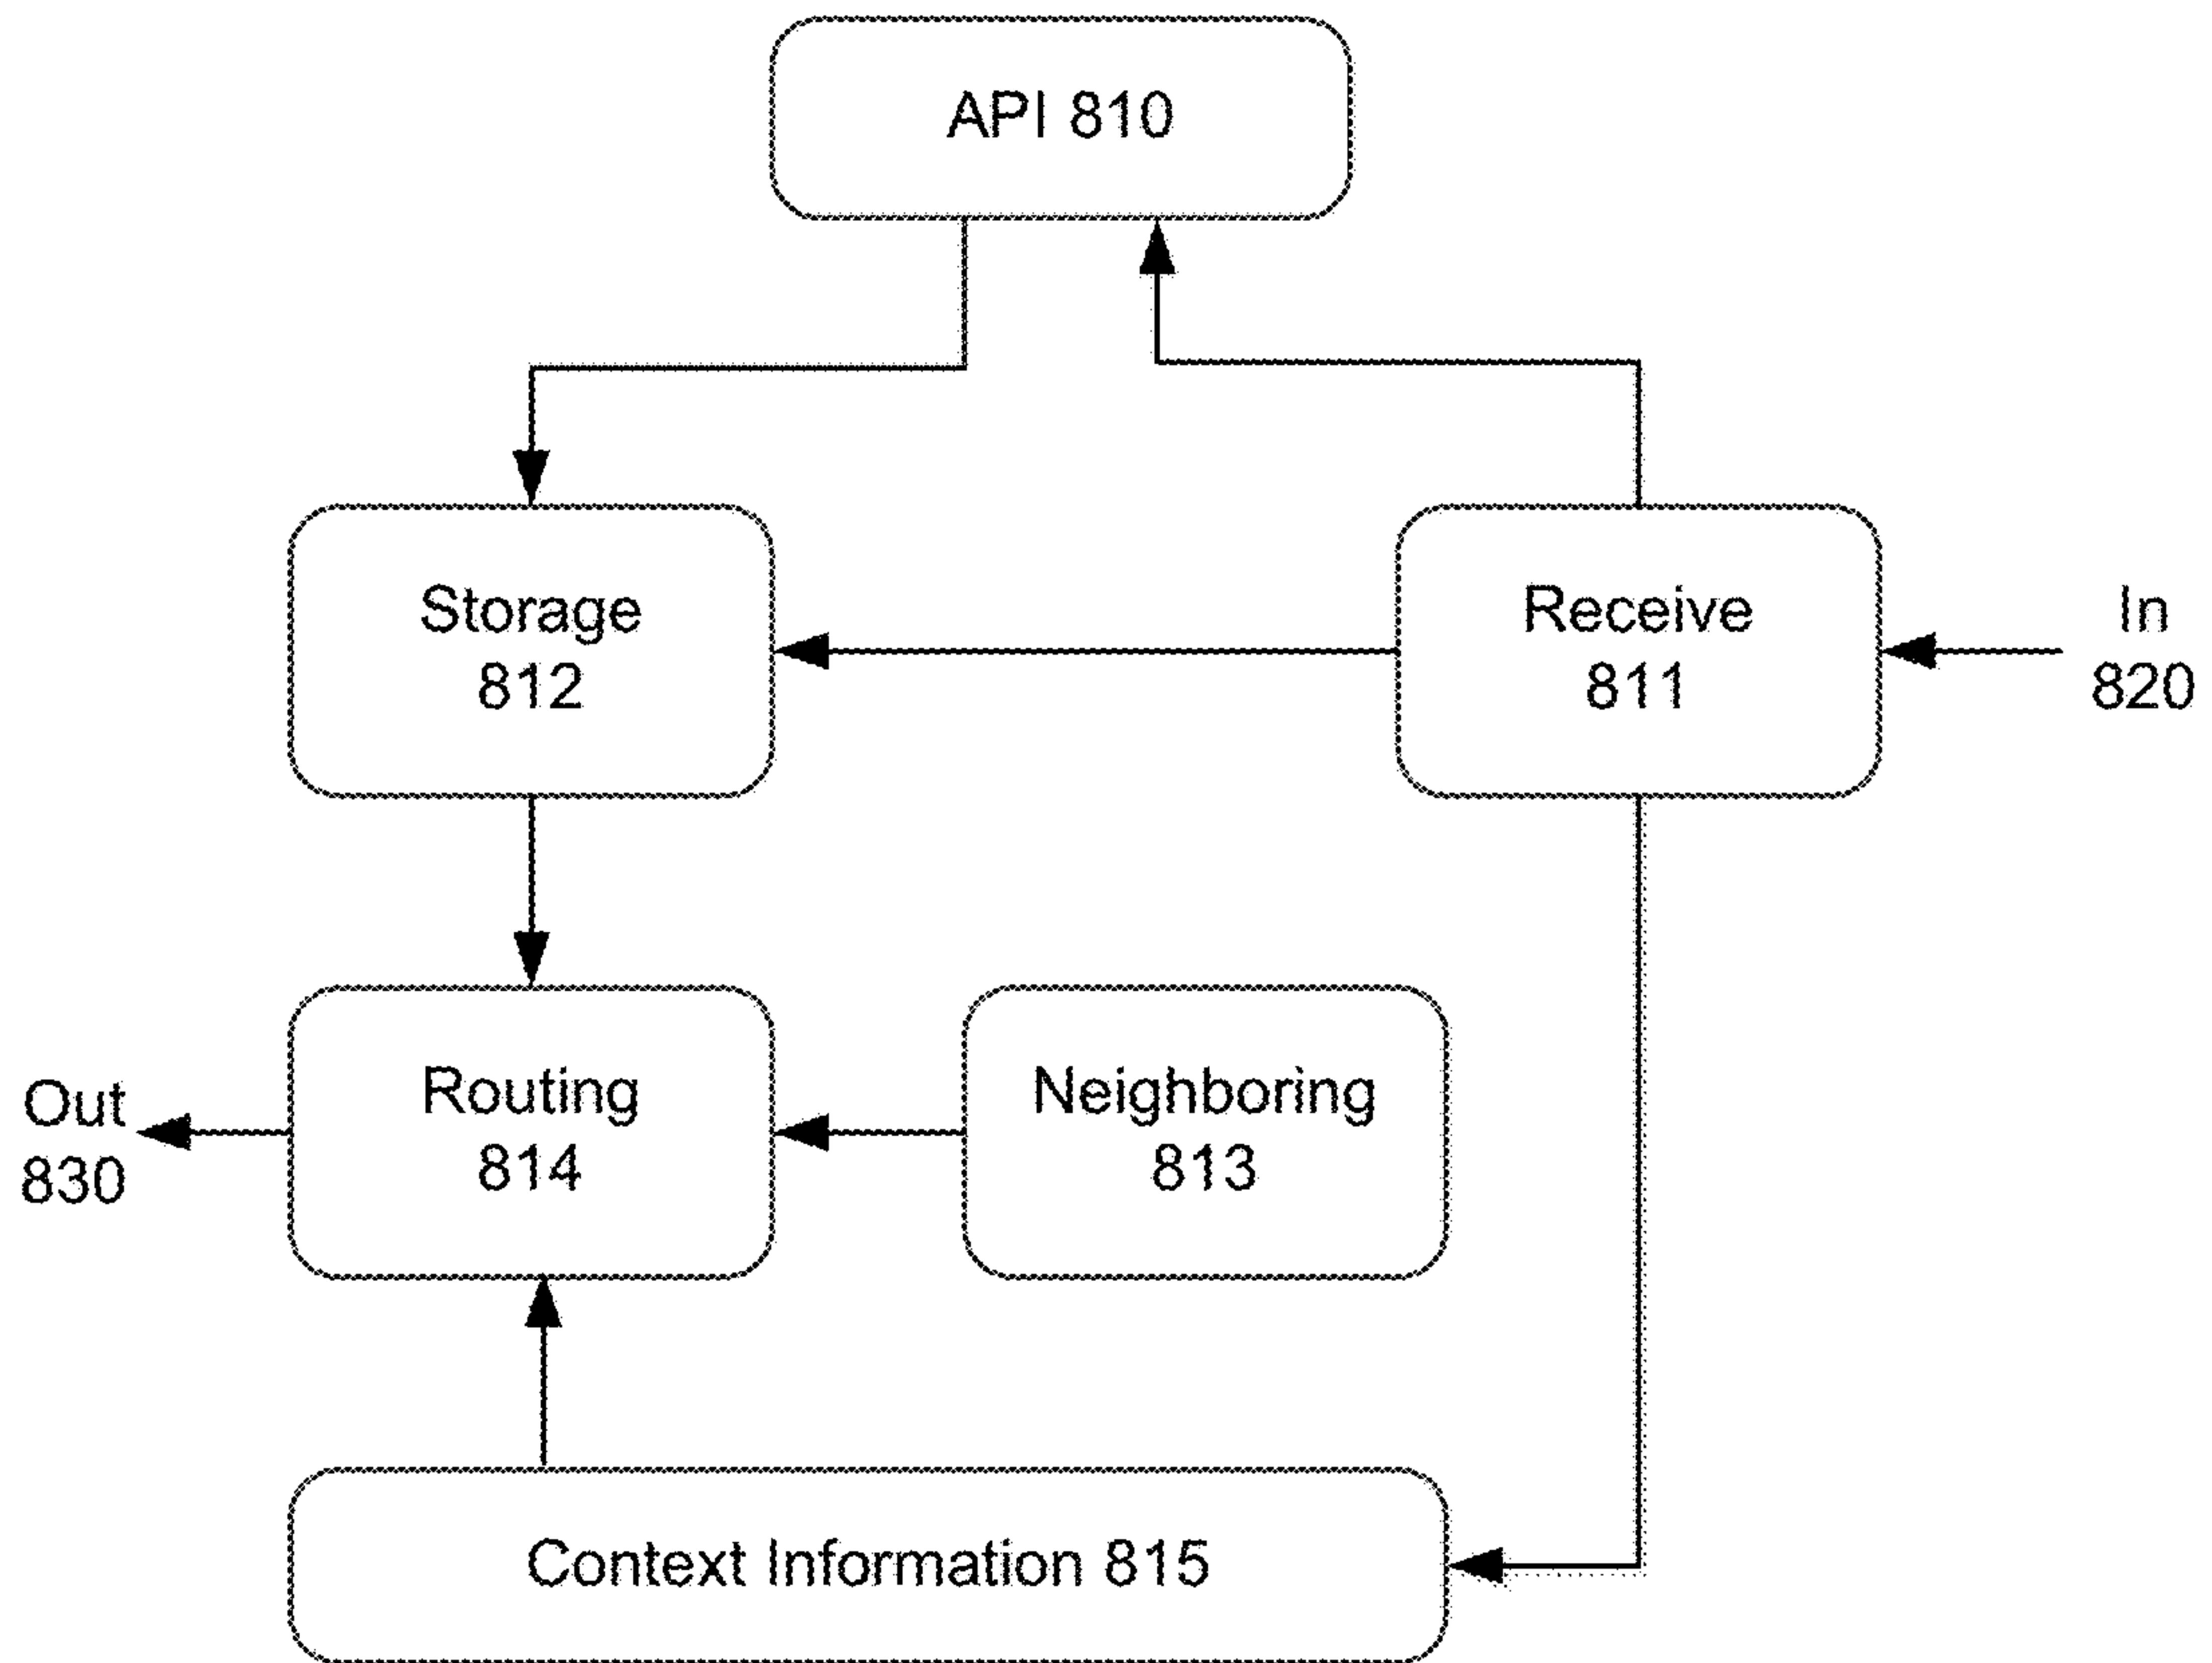 API 810
Storage
812
Receive
811
In
820
Out
830
Routing
814
Neighboring
813
Context Information 815